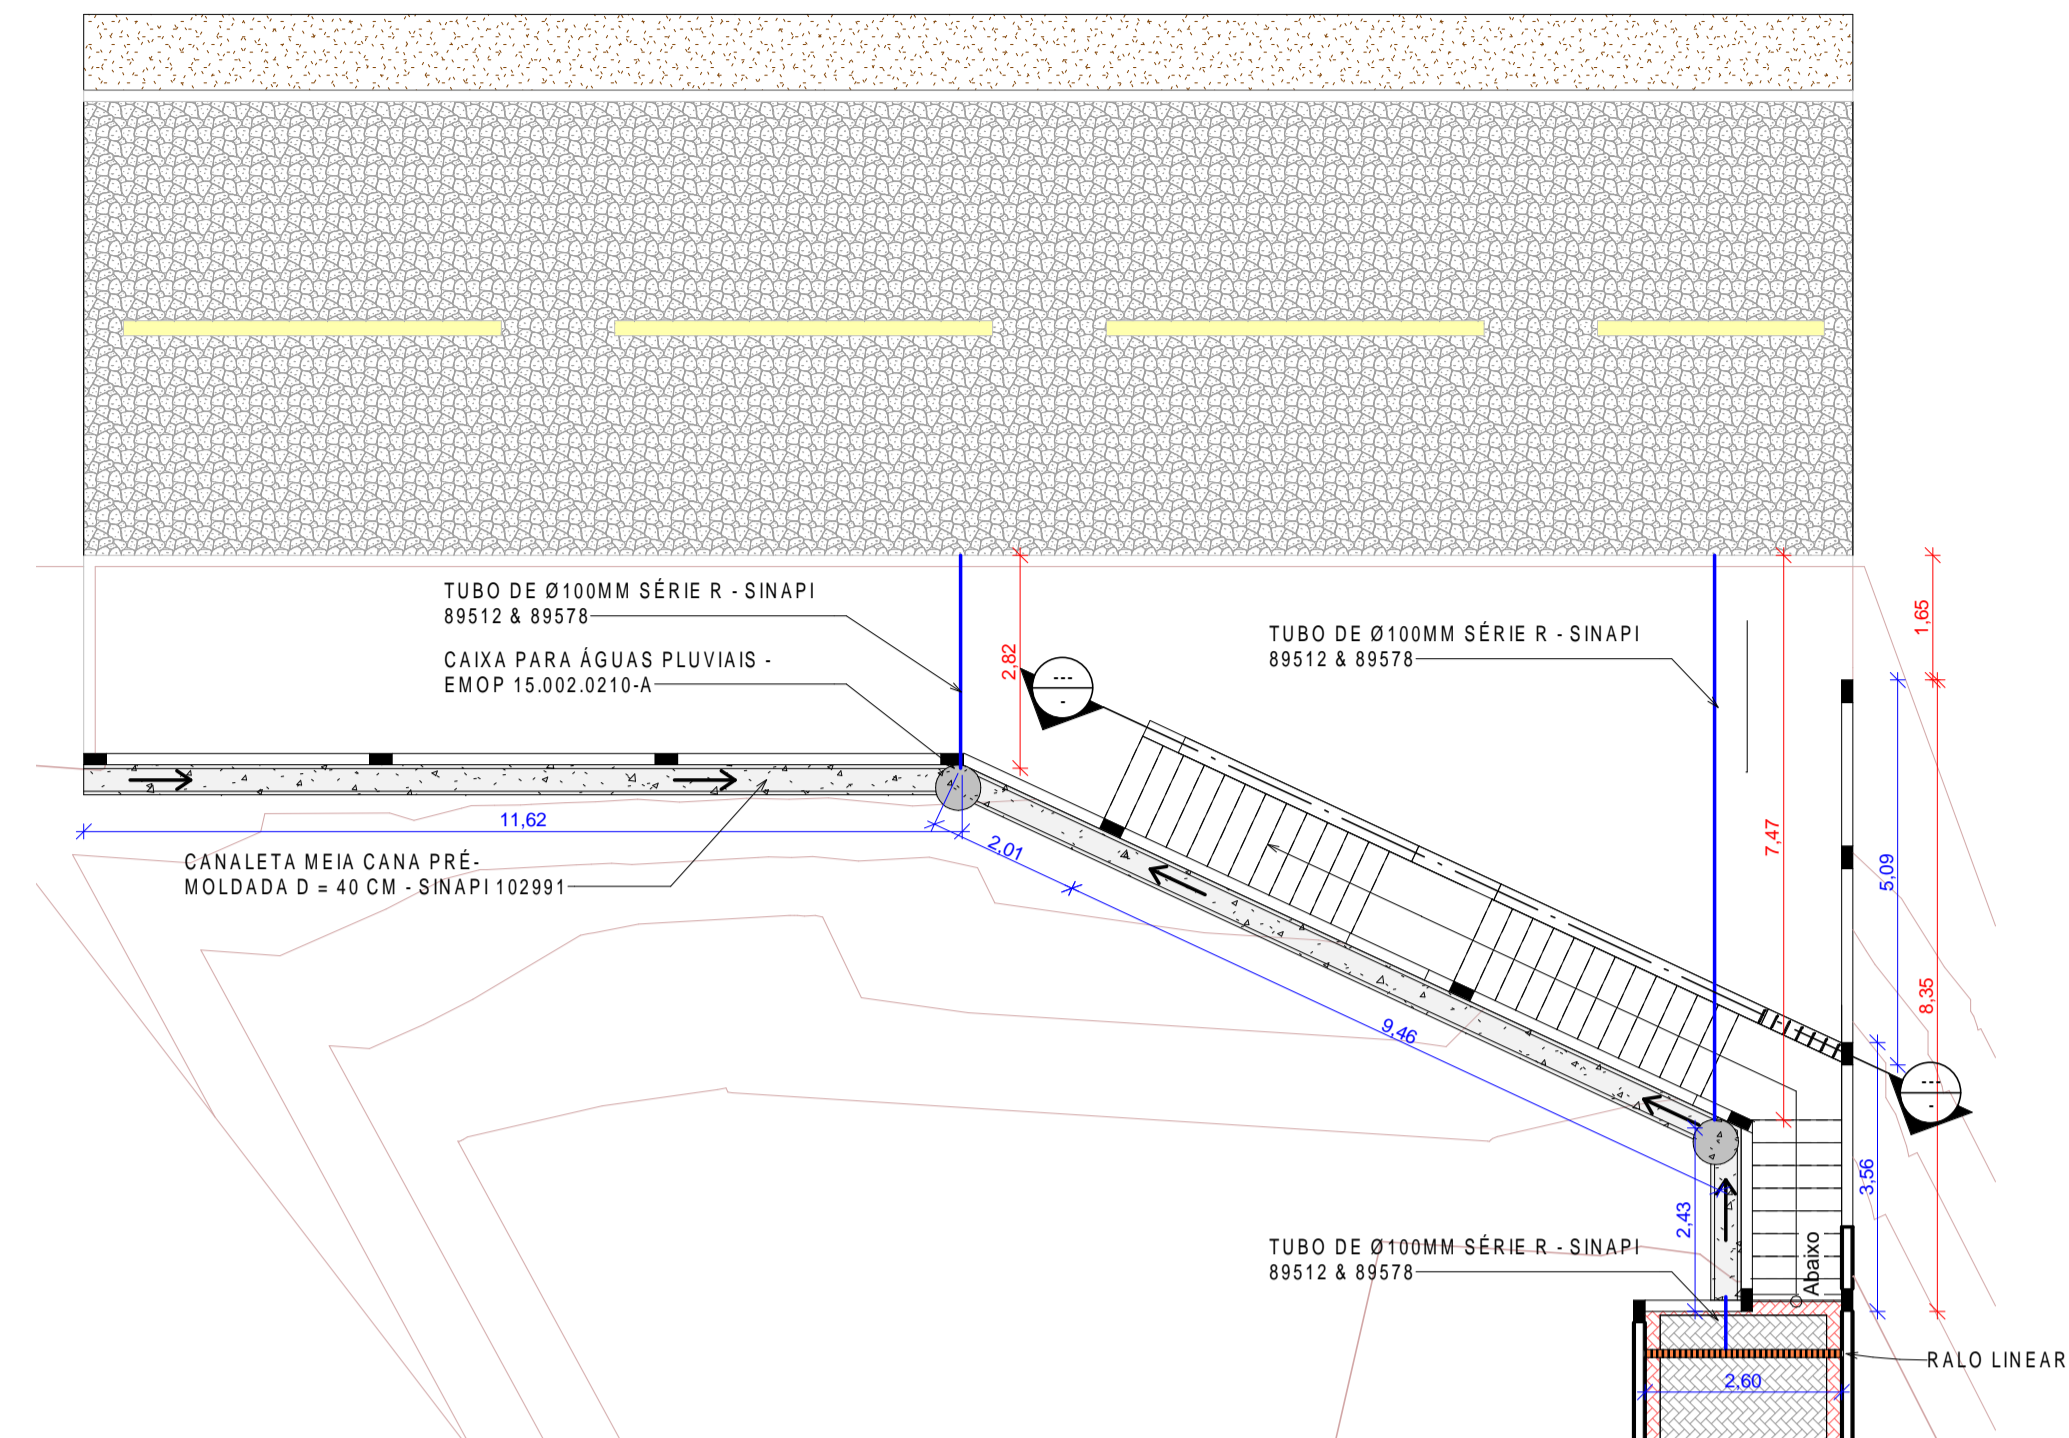 TUBO DE Ø100MM SÉRIE R - SINAPI
89512 & 89578
CAIXA PARA ÁGUAS PLUVIAIS -
EMOP 15.002.0210-A
TUBO DE Ø100MM SÉRIE R - SINAPI
89512 & 89578
2,82
1,65
---
-
11,62
2,01
CANALETA MEIA CANA PRÉ-
MOLDADA D = 40 CM - SINAPI 102991
7,47
5,09
8,35
9,46
---
-
3,56
2,43
TUBO DE Ø100MM SÉRIE R - SINAPI
89512 & 89578
Abaixo
RALO LINEAR
2,60